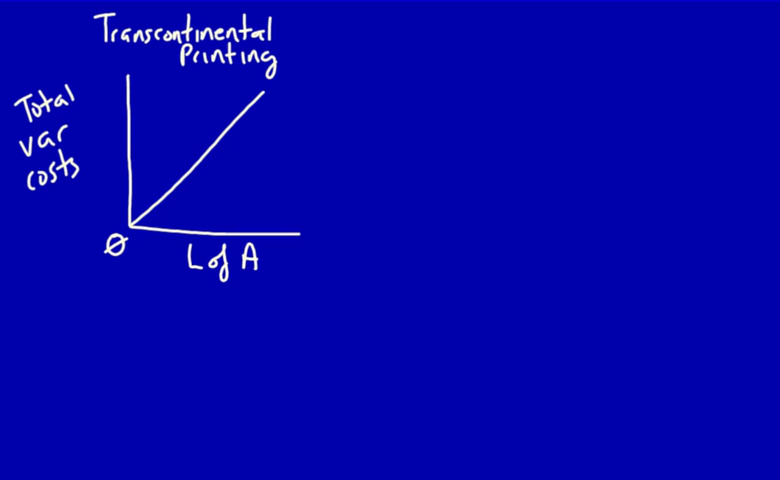 Transcontinental
Printing
Total
var
costs
0
L of A